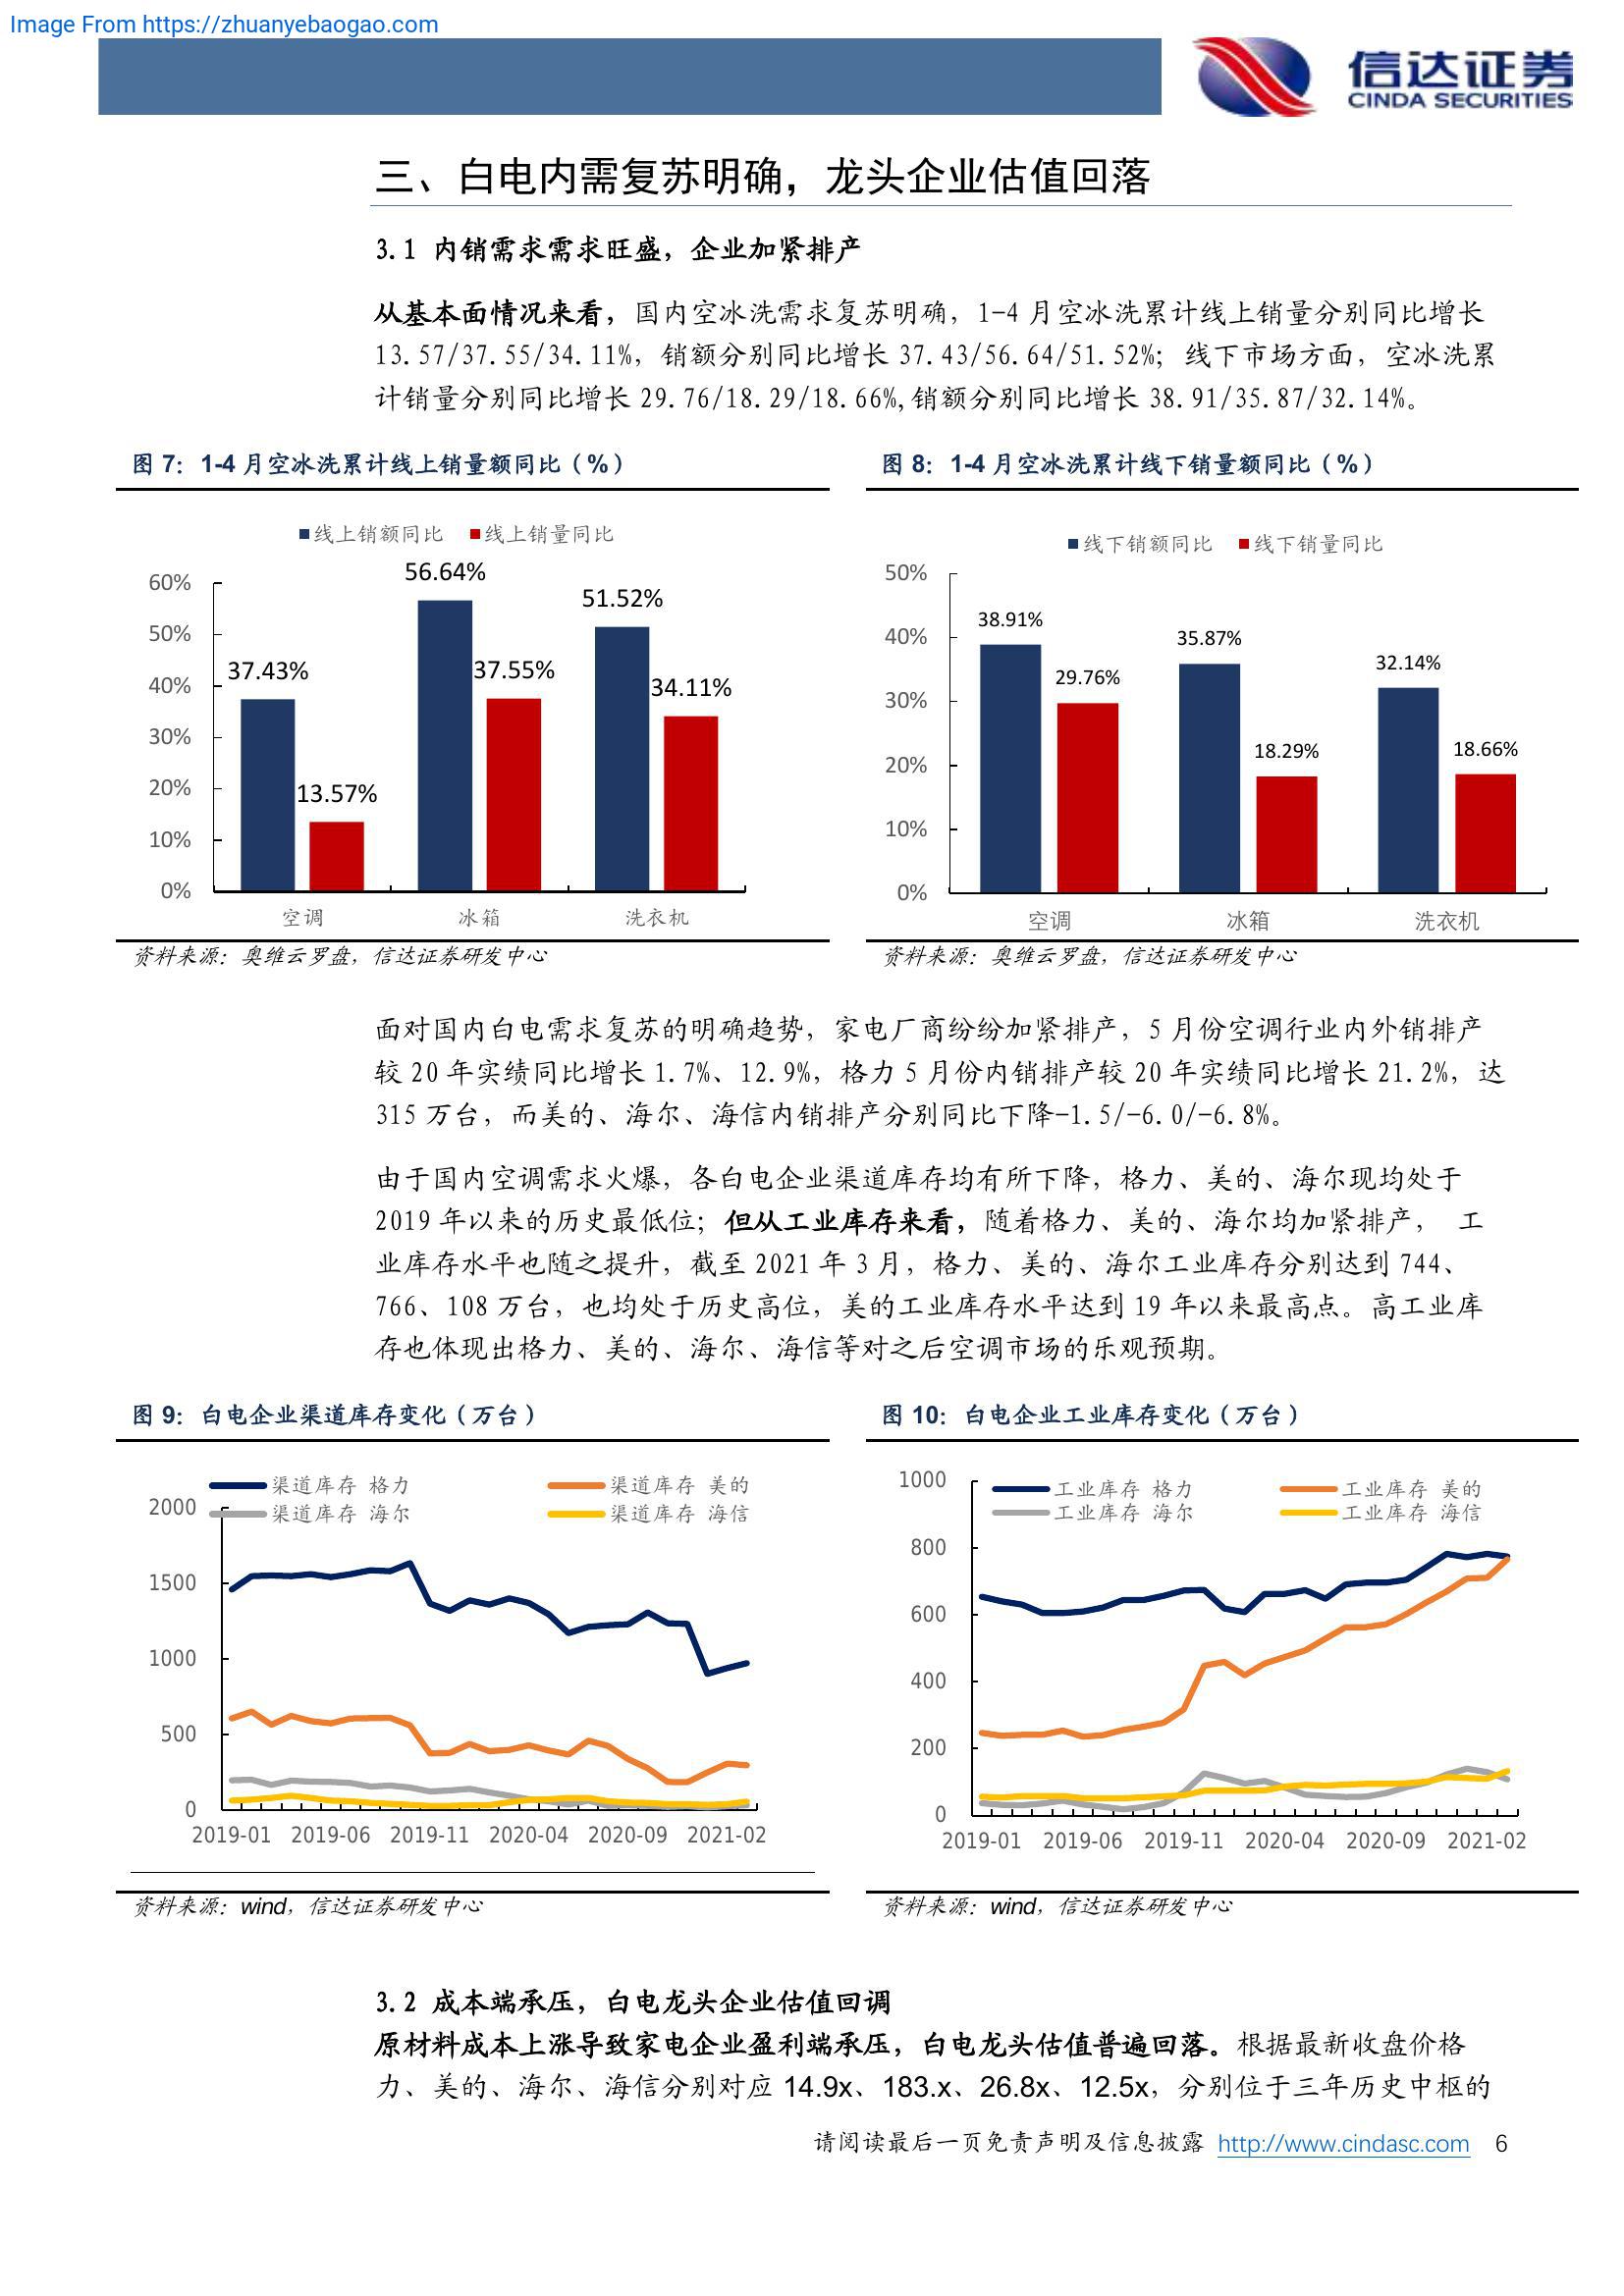 Image From https://zhuanyebaogao.com
信达证券
CINDA SECURITIES
三、白电内需复苏明确，龙头企业估值回落
3.1 内销需求需求旺盛，企业加紧排产
从基本面情况来看，国内空冰洗需求复苏明确，1-4 月空冰洗累计线上销量分别同比增长
13.57/37.55/34.11%，销额分别同比增长 37.43/56.64/51.52%；线下市场方面，空冰洗累
计销量分别同比增长 29.76/18.29/18.66%,销额分别同比增长 38.91/35.87/32.14%。
图 7：1-4 月空冰洗累计线上销量额同比（%）
线上销额同比 线上销量同比
60%
50%
40%
30%
20%
10%
0%
37.43%
13.57%
56.64%
37.55%
51.52%
34.11%
空调 冰箱 洗衣机
资料来源：奥维云罗盘，信达证券研发中心
图 8：1-4 月空冰洗累计线下销量额同比（%）
线下销额同比 线下销量同比
50%
40%
30%
20%
10%
0%
38.91%
29.76%
35.87%
18.29%
32.14%
18.66%
空调 冰箱 洗衣机
资料来源：奥维云罗盘，信达证券研发中心
面对国内白电需求复苏的明确趋势，家电厂商纷纷加紧排产，5 月份空调行业内外销排产
较 20 年实绩同比增长 1.7%、12.9%，格力 5 月份内销排产较 20 年实绩同比增长 21.2%，达
315 万台，而美的、海尔、海信内销排产分别同比下降-1.5/-6.0/-6.8%。
由于国内空调需求火爆，各白电企业渠道库存均有所下降，格力、美的、海尔现均处于
2019 年以来的历史最低位；但从工业库存来看，随着格力、美的、海尔均加紧排产， 工
业库存水平也随之提升，截至 2021 年 3 月，格力、美的、海尔工业库存分别达到 744、
766、108 万台，也均处于历史高位，美的工业库存水平达到 19 年以来最高点。高工业库
存也体现出格力、美的、海尔、海信等对之后空调市场的乐观预期。
图 9：白电企业渠道库存变化（万台）
渠道库存 格力 渠道库存 美的
渠道库存 海尔 渠道库存 海信
2000
1500
1000
500
0
2019-01 2019-06 2019-11 2020-04 2020-09 2021-02
资料来源：wind，信达证券研发中心
图 10：白电企业工业库存变化（万台）
工业库存 格力 工业库存 美的
工业库存 海尔 工业库存 海信
1000
800
600
400
200
0
2019-01 2019-06 2019-11 2020-04 2020-09 2021-02
资料来源：wind，信达证券研发中心
3.2 成本端承压，白电龙头企业估值回调
原材料成本上涨导致家电企业盈利端承压，白电龙头估值普遍回落。根据最新收盘价格
力、美的、海尔、海信分别对应 14.9x、183.x、26.8x、12.5x，分别位于三年历史中枢的
请阅读最后一页免责声明及信息披露 http://www.cindasc.com 6